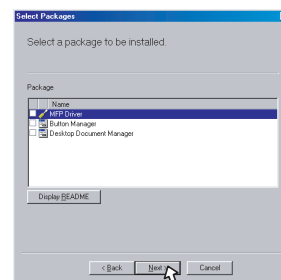 Select Packages
Select a package to be installed.
Package
Name
MFP Driver
Button Manager
Desktop Document Manager
Display README
< Back Next > Cancel